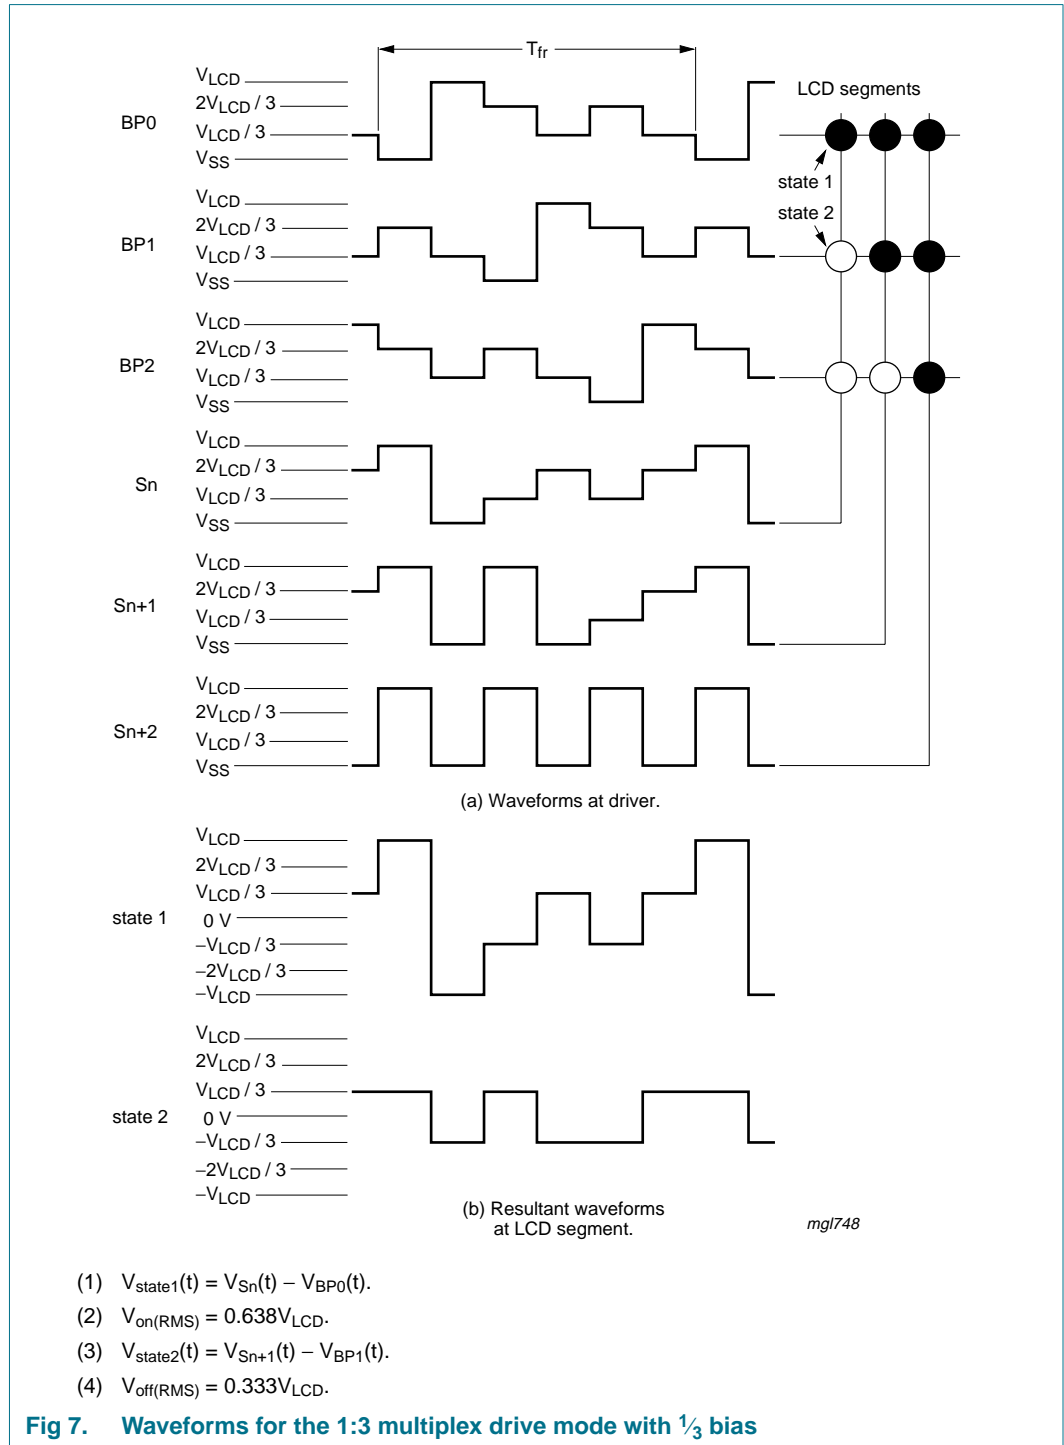 Tfr
VLCD
2VLCD / 3
BP0
VLCD / 3
VSS
LCD segments
state 1
state 2
VLCD
2VLCD / 3
BP1
VLCD / 3
VSS
VLCD
2VLCD / 3
BP2
VLCD / 3
VSS
VLCD
2VLCD / 3
Sn
VLCD / 3
VSS
VLCD
2VLCD / 3
Sn+1
VLCD / 3
VSS
VLCD
2VLCD / 3
Sn+2
VLCD / 3
VSS
(a) Waveforms at driver.
VLCD
2VLCD / 3
VLCD / 3
state 1
0 V
−VLCD / 3
−2VLCD / 3
−VLCD
VLCD
2VLCD / 3
VLCD / 3
state 2
0 V
−VLCD / 3
−2VLCD / 3
−VLCD
(b) Resultant waveforms
at LCD segment.
mgl748
(1) Vstate1(t) = VSn(t) − VBP0(t).
(2) Von(RMS) = 0.638VLCD.
(3) Vstate2(t) = VSn+1(t) − VBP1(t).
(4) Voff(RMS) = 0.333VLCD.
Fig 7. Waveforms for the 1:3 multiplex drive mode with 1⁄3 bias